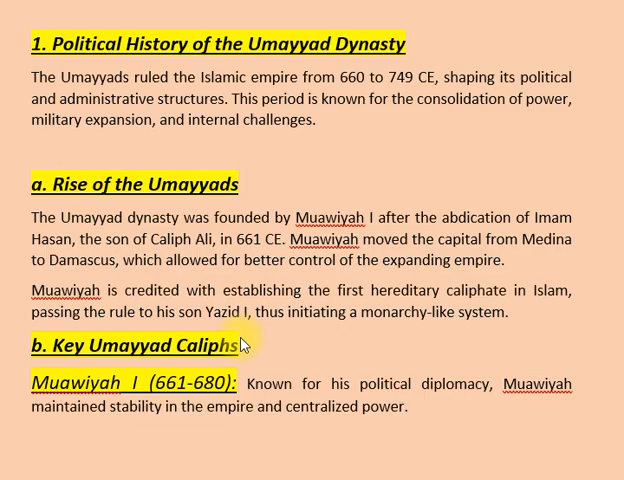 1. Political History of the Umayyad Dynasty
The Umayyads ruled the Islamic empire from 660 to 749 CE, shaping its political
and administrative structures. This period is known for the consolidation of power,
military expansion, and internal challenges.
a. Rise of the Umayyads
The Umayyad dynasty was founded by Muawiyah I after the abdication of Imam
Hasan, the son of Caliph Ali, in 661 CE. Muawiyah moved the capital from Medina
to Damascus, which allowed for better control of the expanding empire.
Muawiyah is credited with establishing the first hereditary caliphate in Islam,
passing the rule to his son Yazid I, thus initiating a monarchy-like system.
b. Key Umayyad Caliphs
Muawiyah I (661-680): Known for his political diplomacy, Muawiyah
maintained stability in the empire and centralized power.